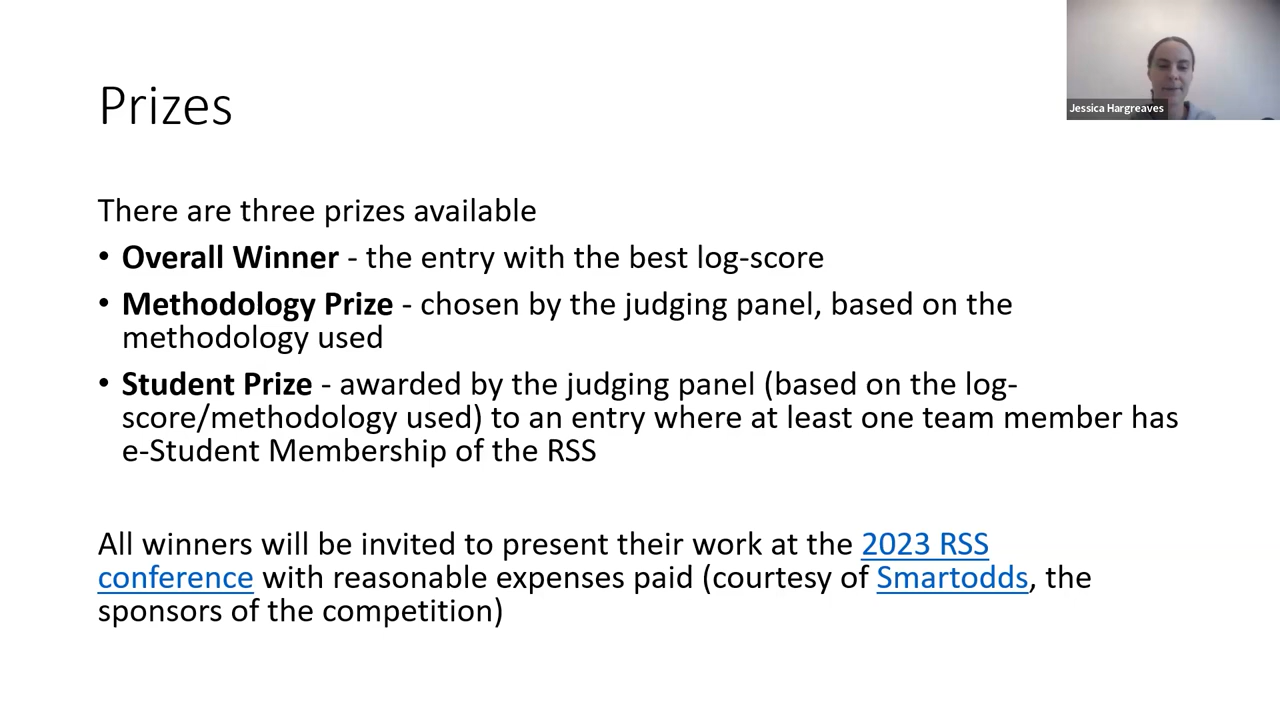 Prizes
Jessica Hargreaves
There are three prizes available
• Overall Winner - the entry with the best log-score
• Methodology Prize - chosen by the judging panel, based on the
methodology used
• Student Prize - awarded by the judging panel (based on the log-
score/methodology used) to an entry where at least one team member has
e-Student Membership of the RSS
All winners will be invited to present their work at the 2023 RSS
conference with reasonable expenses paid (courtesy of Smartodds, the
sponsors of the competition)